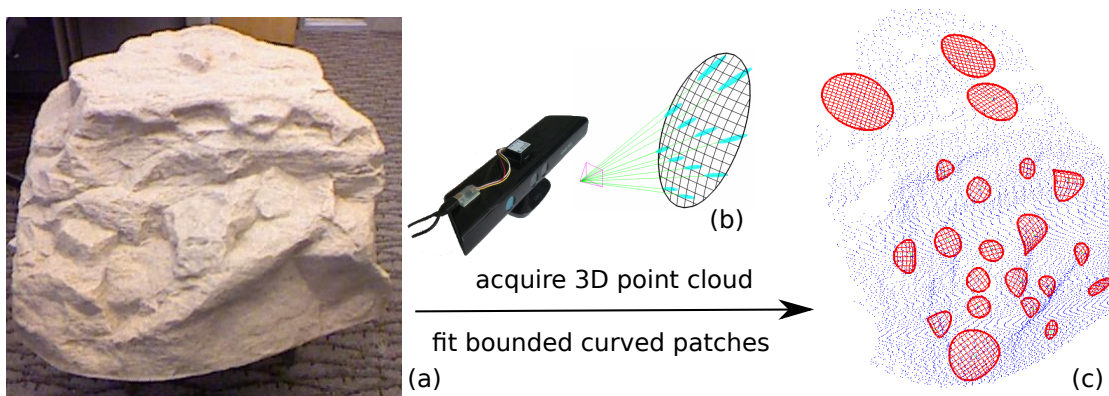 (b)
acquire 3D point cloud
fit bounded curved patches
(a)
(c)